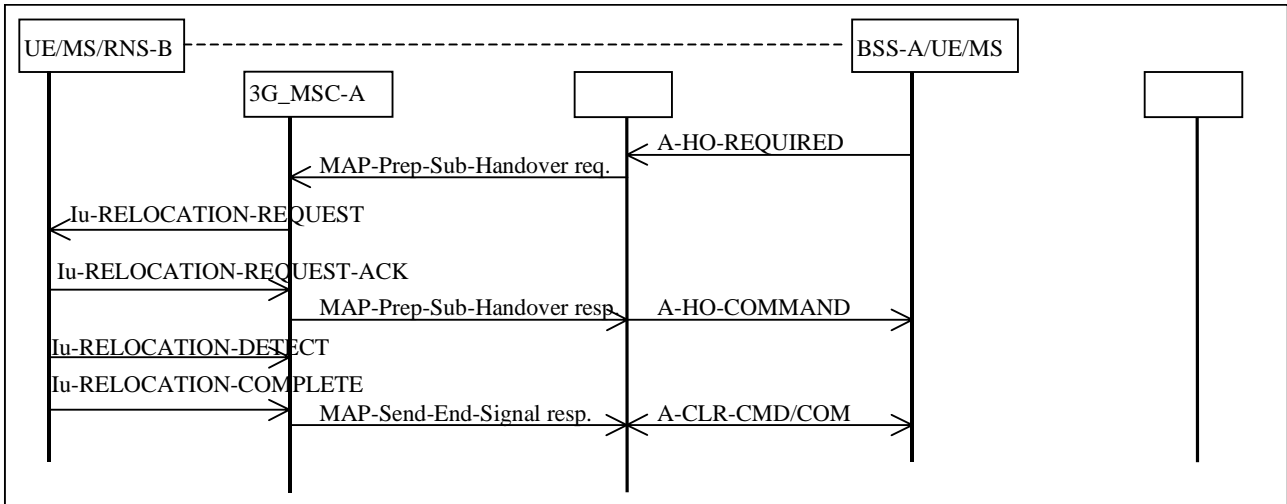 UE/MS/RNS-B
BSS-A/UE/MS
3G_MSC-A
A-HO-REQUIRED
MAP-Prep-Sub-Handover req.
Iu-RELOCATION-REQUEST
Iu-RELOCATION-REQUEST-ACK
MAP-Prep-Sub-Handover resp.
A-HO-COMMAND
Iu-RELOCATION-DETECT
Iu-RELOCATION-COMPLETE
MAP-Send-End-Signal resp.
A-CLR-CMD/COM